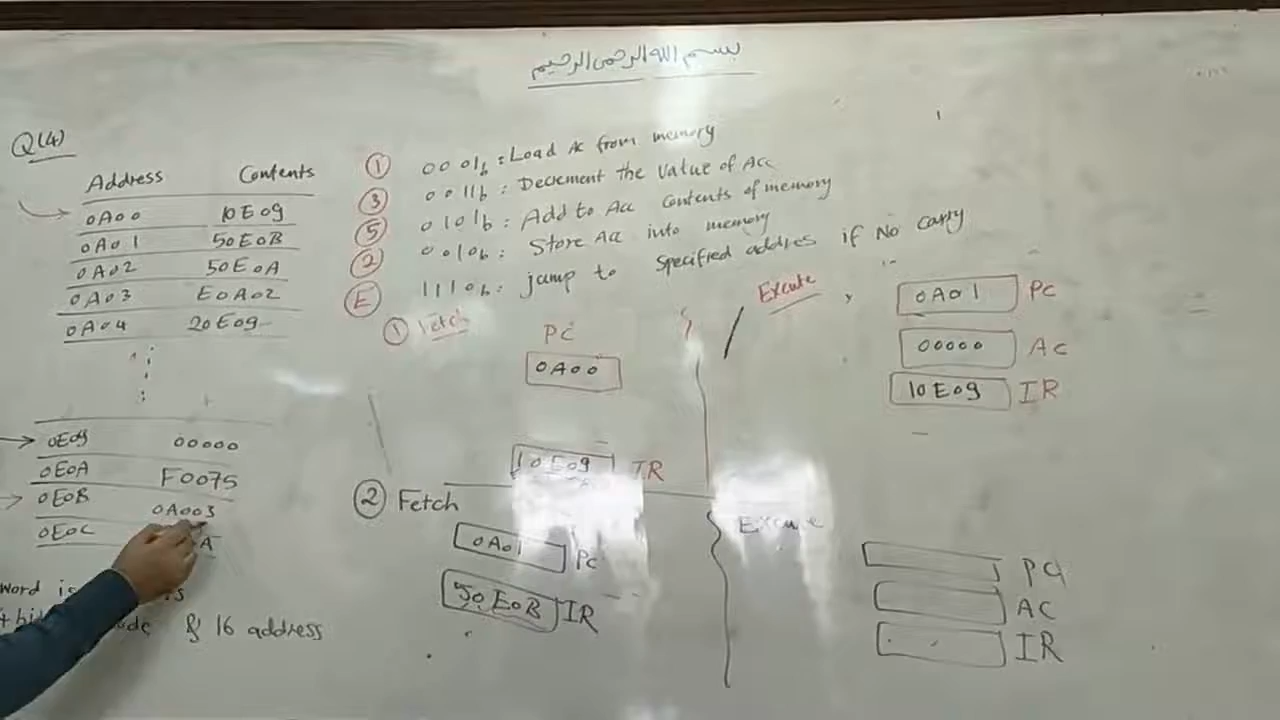 بسم الله الرحمن الرحيم
Q(4)
Address Contents
0A00 10E09
0A01 50E0B
0A02 50E0A
0A03 E0A02
0A04 20E09
0E09 00000
0E0A F0075
0E0B 0A003
0E0C A
word is
& 16 address
① 0001b : Load Ac from memory
③ 0011b : Decrement the Value of Acc
⑤ 0101b : Add to Acc Contents of memory
② 0010b : Store Acc into memory
Ⓔ 1110b : jump to specified address if No carry
① Fetch
PC
0A00
10E09 IR
/ Excute
0A01 PC
00000 AC
10E09 IR
② Fetch
0A01 PC
50E0B IR
Excute
PC
AC
IR